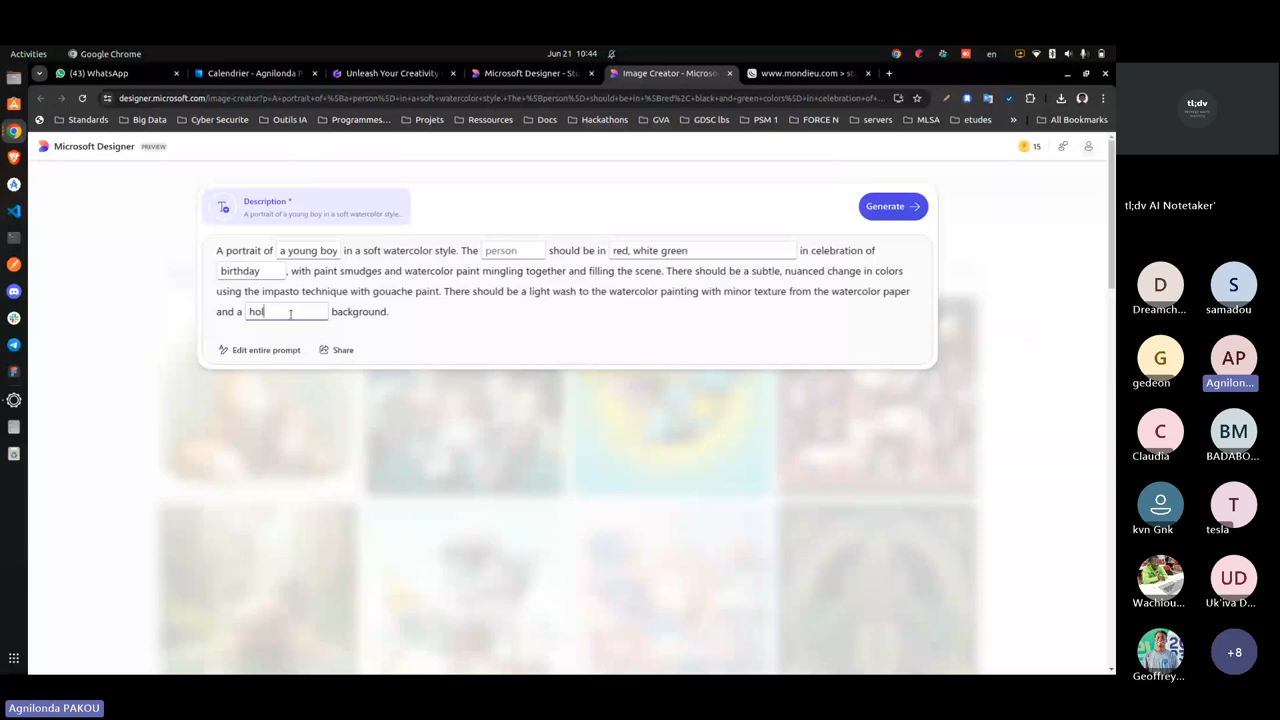 Activities
Google Chrome
Jun 21 10:44
en
(43) WhatsApp
Calendrier - Agnilonda P
Unleash Your Creativity
Microsoft Designer - Stu
Image Creator - Microso
www.mondieu.com > st
designer.microsoft.com/image-creator?p=A+portrait+of+%5Ba+person%5D+in+a+soft+watercolor+style.+The+%5Bperson%5D+should+be+in+%5Bred%2C+black+and+green+colors%5D+in+celebration+of+...
Standards
Big Data
Cyber Securite
Outils IA
Programmes...
Projets
Ressources
Docs
Hackathons
GVA
GDSC lbs
PSM 1
FORCE N
servers
MLSA
etudes
»
All Bookmarks
Microsoft Designer
PREVIEW
15
Description *
A portrait of a young boy in a soft watercolor style.
Generate
A portrait of a young boy in a soft watercolor style. The person should be in red, white green in celebration of
birthday , with paint smudges and watercolor paint mingling together and filling the scene. There should be a subtle, nuanced change in colors
using the impasto technique with gouache paint. There should be a light wash to the watercolor painting with minor texture from the watercolor paper
and a hol background.
Edit entire prompt
Share
tl;dv
tl;dv AI Notetaker'
D
Dreamch...
S
samadou
G
gedeon
AP
Agnilon...
C
Claudia
BM
BADABO...
kvn Gnk
T
tesla
Wachiou...
UD
Uk'iva D...
Geoffrey...
+8
Agnilonda PAKOU